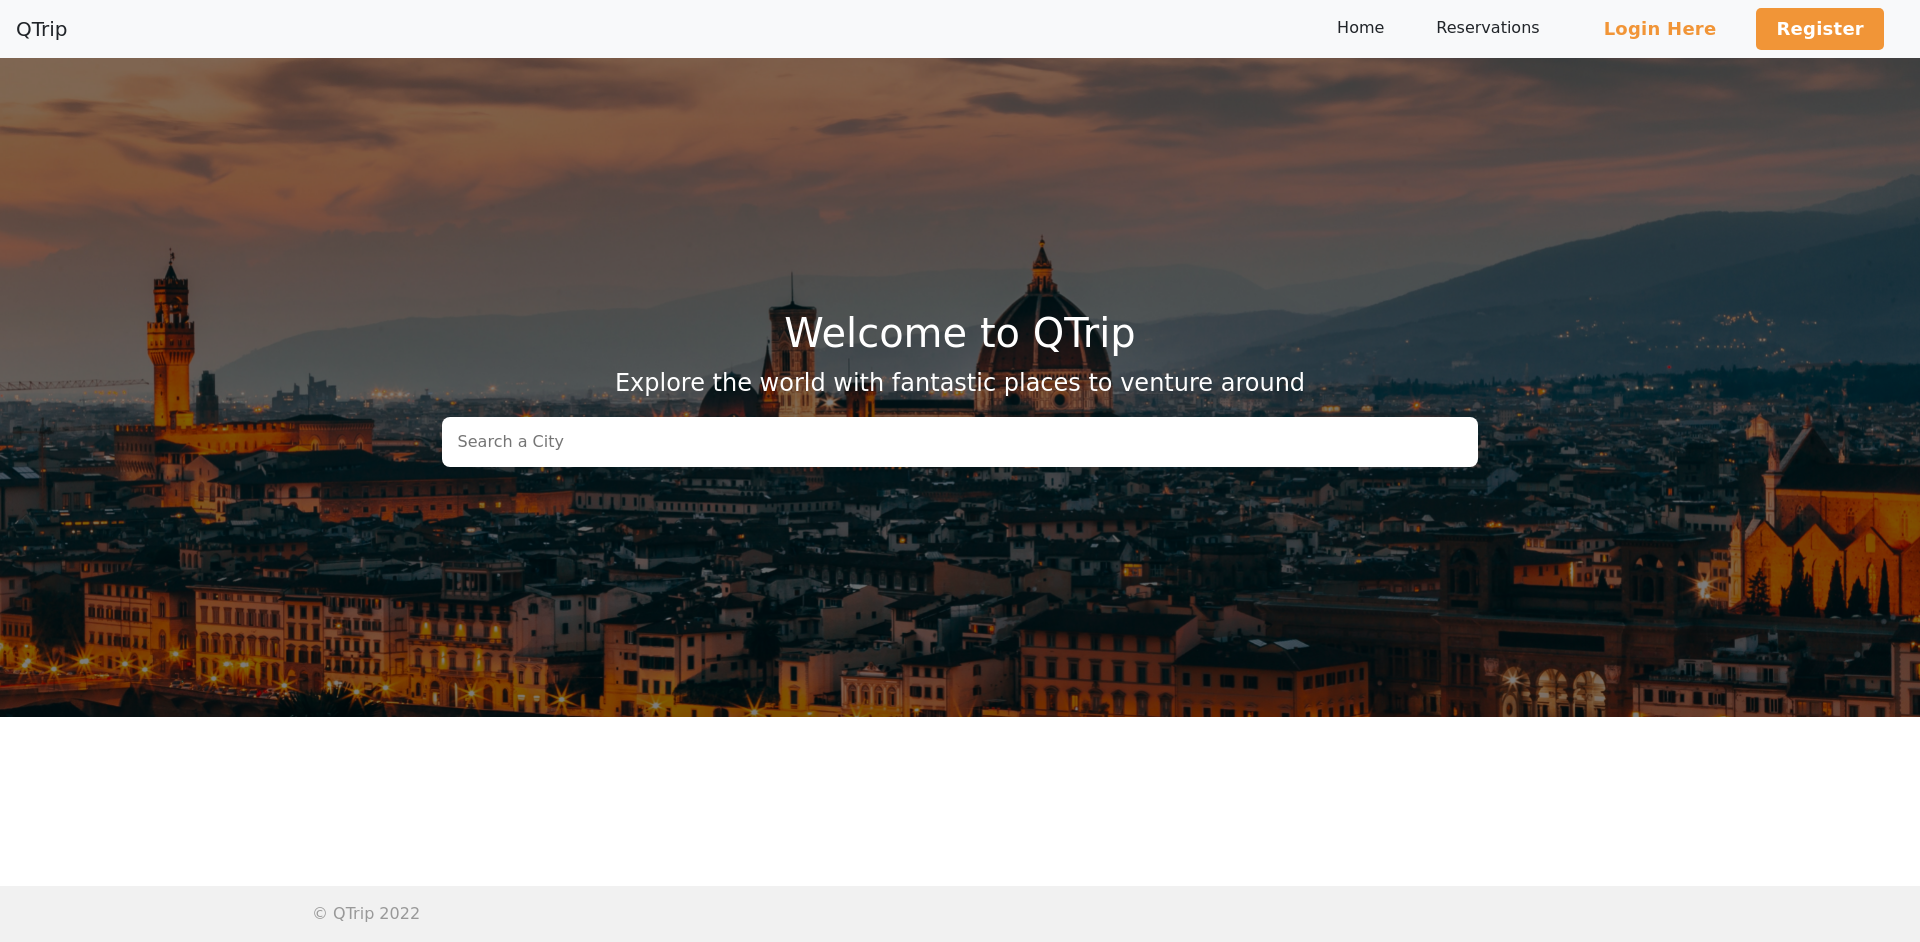 QTrip
Home
Reservations
Login Here
Register
Welcome to QTrip
Explore the world with fantastic places to venture around
Search a City
© QTrip 2022